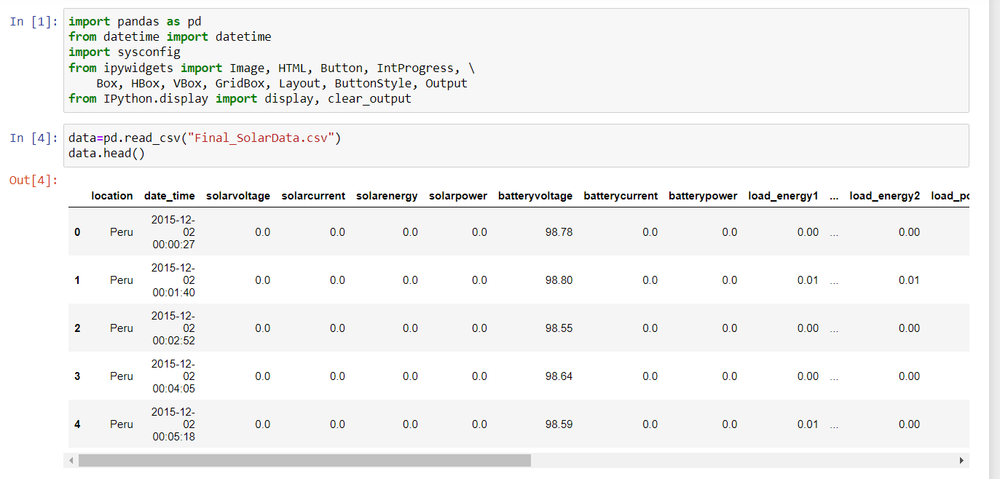 In [1]: import pandas as pd
from datetime import datetime
import sysconfig
from ipywidgets import Image, HTML, Button, IntProgress, \
    Box, HBox, VBox, GridBox, Layout, ButtonStyle, Output
from IPython.display import display, clear_output
In [4]: data=pd.read_csv("Final_SolarData.csv")
data.head()
Out[4]:
location date_time solarvoltage solarcurrent solarenergy solarpower batteryvoltage batterycurrent batterypower load_energy1 ... load_energy2 load_po
2015-12-
0 Peru 02 0.0 0.0 0.0 0.0 98.78 0.0 0.0 0.00 ... 0.00
00:00:27
2015-12-
1 Peru 02 0.0 0.0 0.0 0.0 98.80 0.0 0.0 0.01 ... 0.01
00:01:40
2015-12-
2 Peru 02 0.0 0.0 0.0 0.0 98.55 0.0 0.0 0.00 ... 0.00
00:02:52
2015-12-
3 Peru 02 0.0 0.0 0.0 0.0 98.64 0.0 0.0 0.00 ... 0.00
00:04:05
2015-12-
4 Peru 02 0.0 0.0 0.0 0.0 98.59 0.0 0.0 0.01 ... 0.00
00:05:18